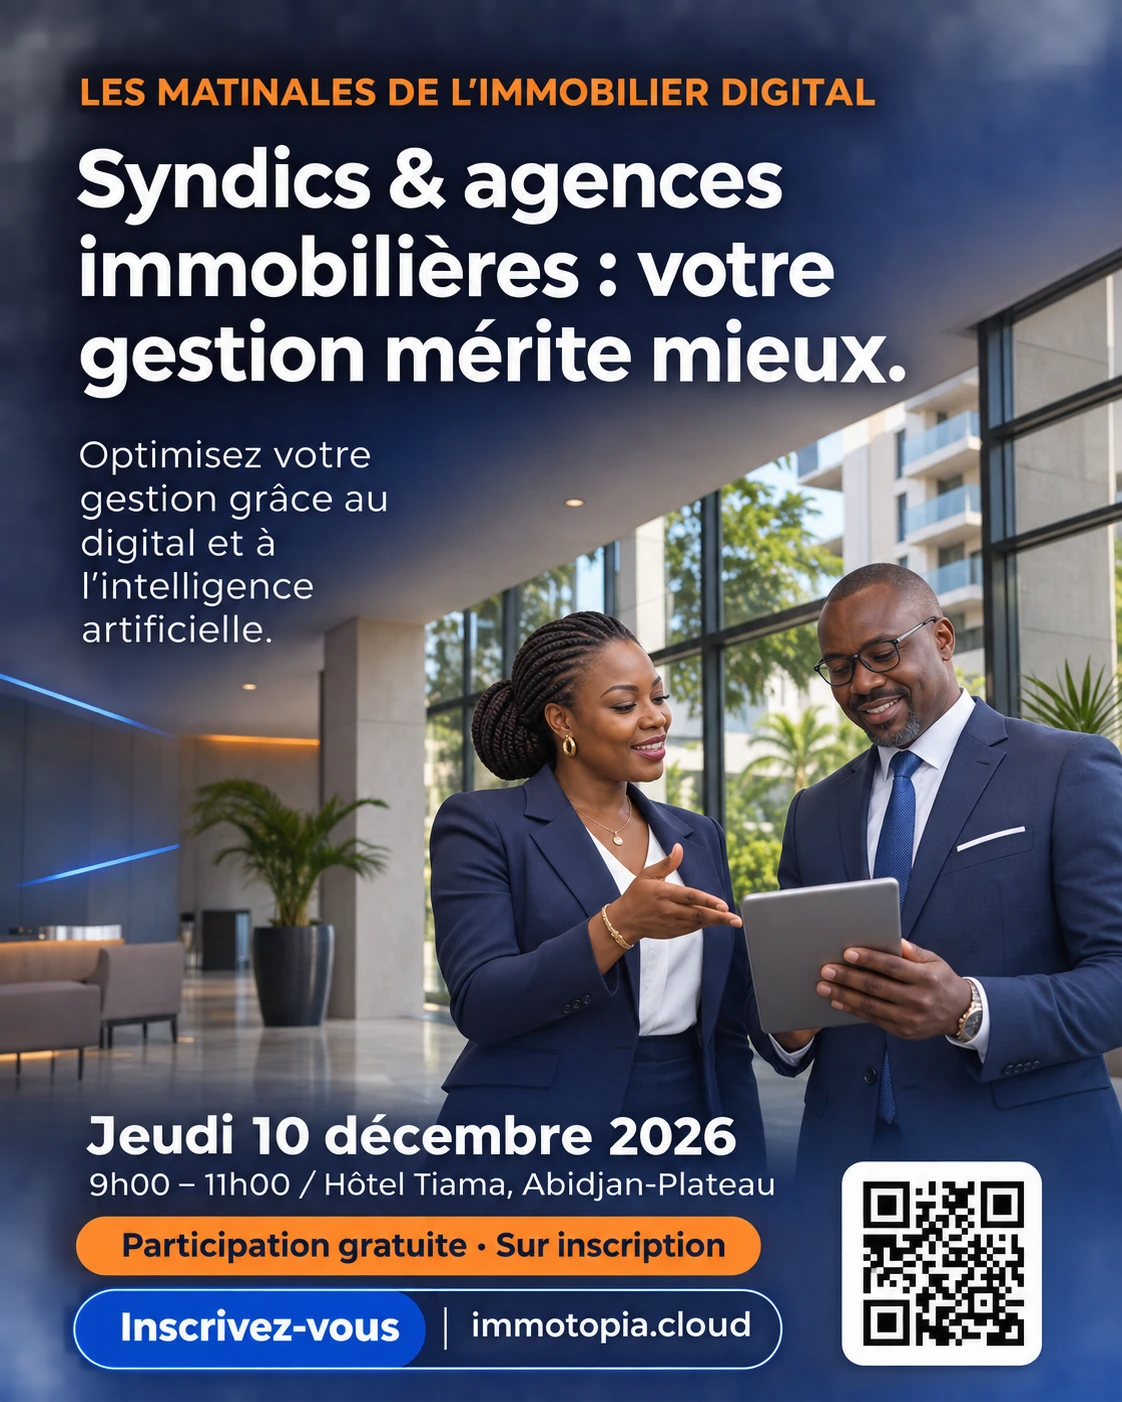 LES MATINALES DE L'IMMOBILIER DIGITAL
Syndics & agences
immobilières : votre
gestion mérite mieux.
Optimisez votre
gestion grâce au
digital et à
l'intelligence
artificielle.
Jeudi 10 décembre 2026
9h00 – 11h00 / Hôtel Tiama, Abidjan-Plateau
Participation gratuite • Sur inscription
Inscrivez-vous | immotopia.cloud